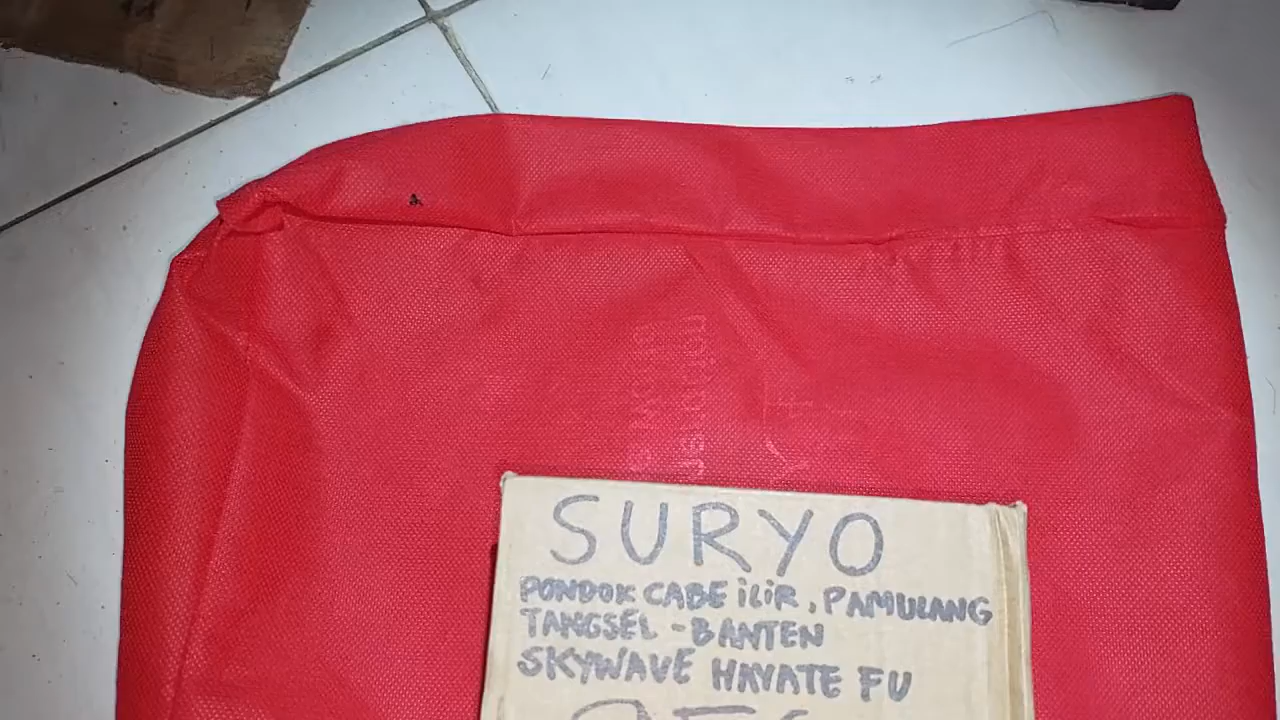 SURYO
PONDOK CABE iLiR, PAMULANG
TANGSEL - BANTEN
SKYWAVE HAYATE FU